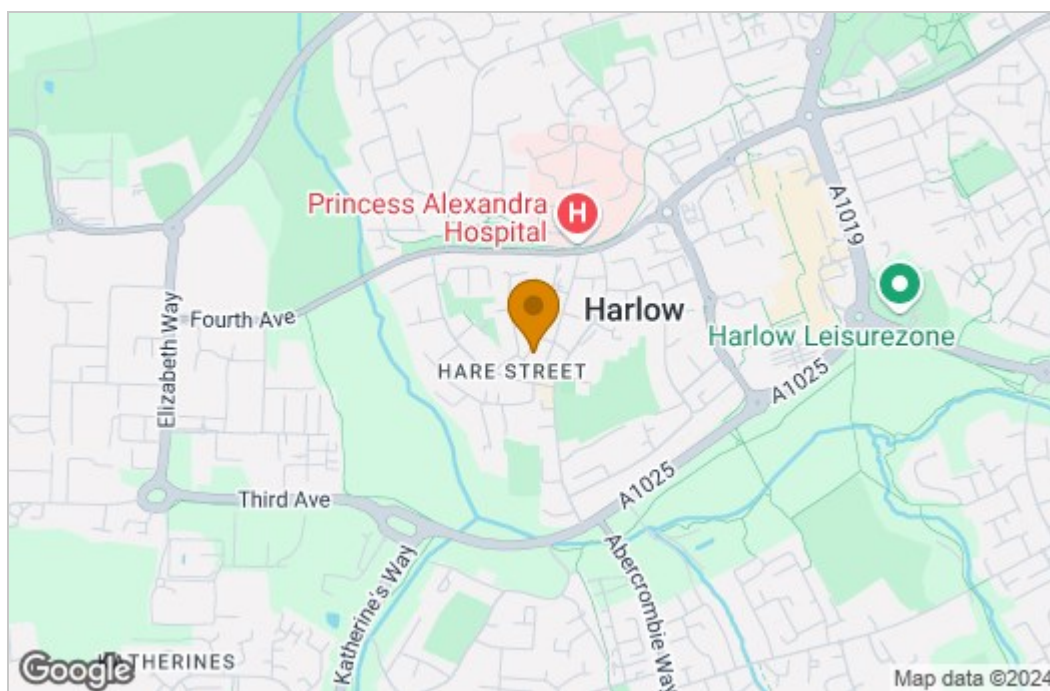 Princess Alexandra
Hospital
H
A1019
Fourth Ave
Harlow
Harlow Leisurezone
HARE STREET
Elizabeth Way
A1025
Third Ave
A1025
Katherine's Way
Abercrombie Way
Google
Map data ©2024